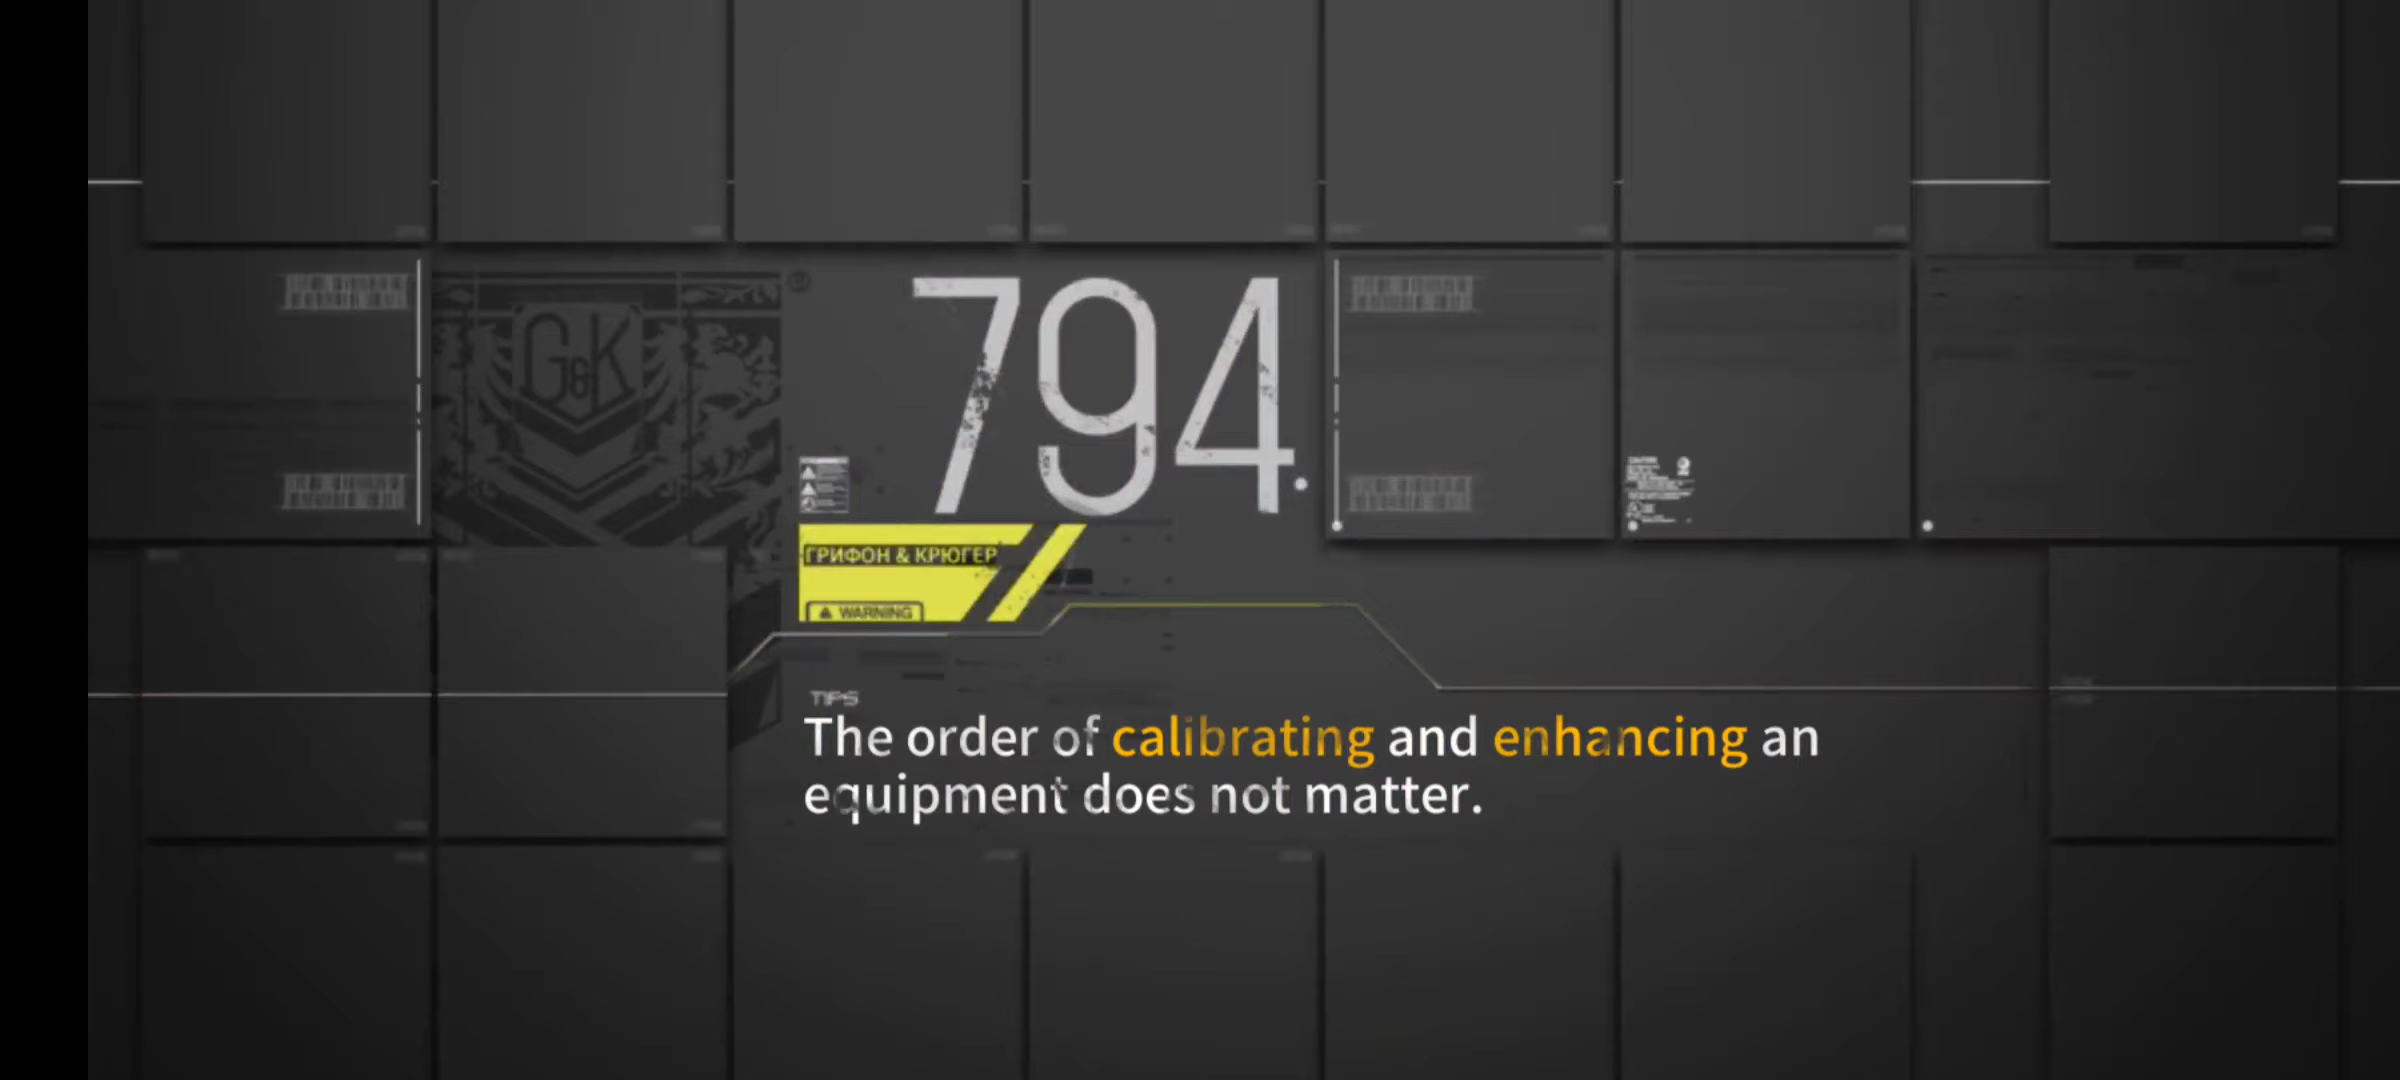 G&K
794.
ГРИФОН & КРЮГЕР
WARNING
TIPS
The order of calibrating and enhancing an
equipment does not matter.